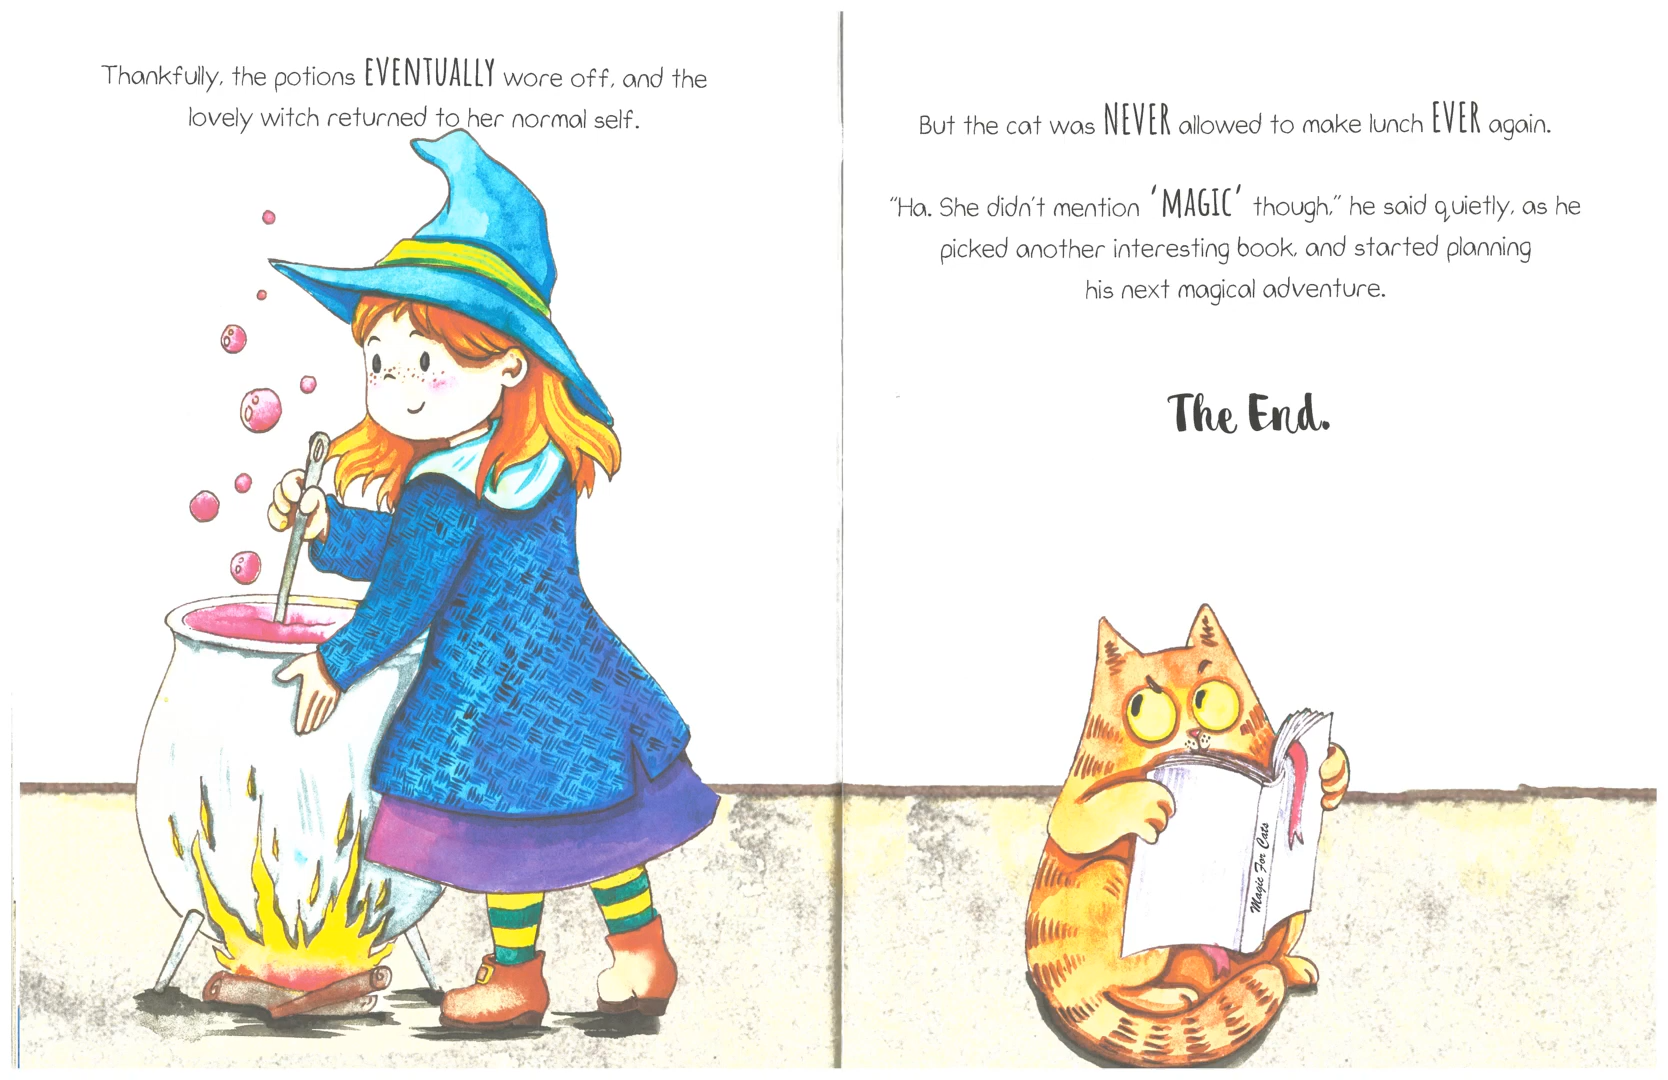 Thankfully, the potions EVENTUALLY wore off, and the
lovely witch returned to her normal self.
But the cat was NEVER allowed to make lunch EVER again.
"Ha. She didn't mention 'MAGIC' though," he said quietly, as he
picked another interesting book, and started planning
his next magical adventure.
The End.
Magic For Cats